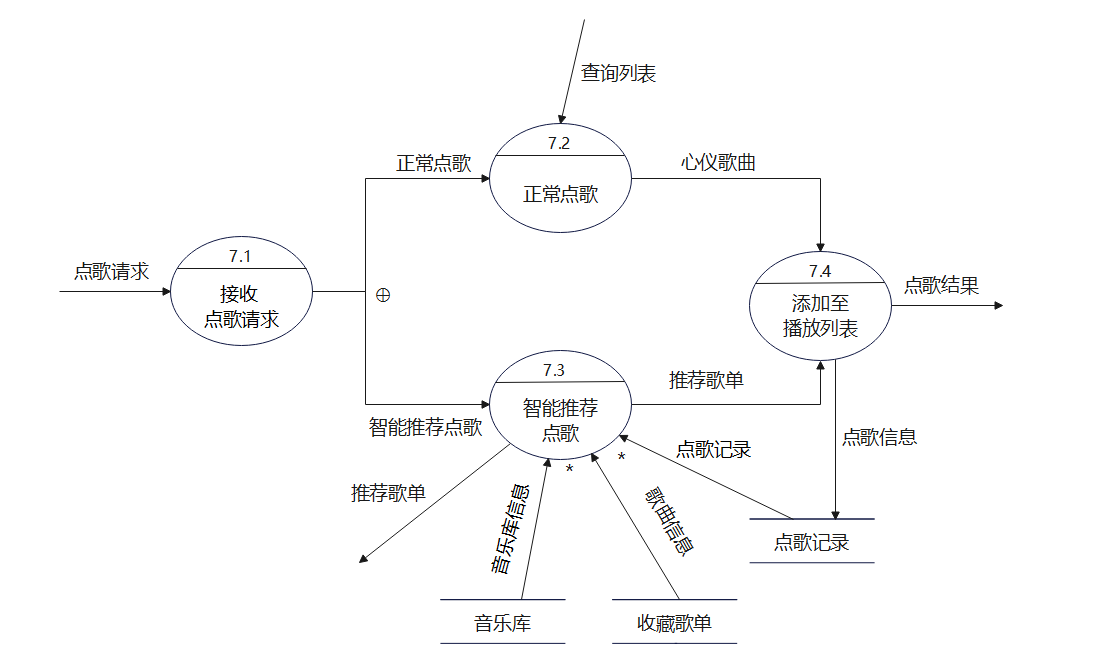 查询列表
7.2
正常点歌
正常点歌
心仪歌曲
7.1
接收
点歌请求
点歌请求
⊕
7.4
添加至
播放列表
点歌结果
7.3
智能推荐
点歌
智能推荐点歌
推荐歌单
点歌信息
点歌记录
*
*
推荐歌单
音乐库信息
歌曲信息
点歌记录
音乐库
收藏歌单